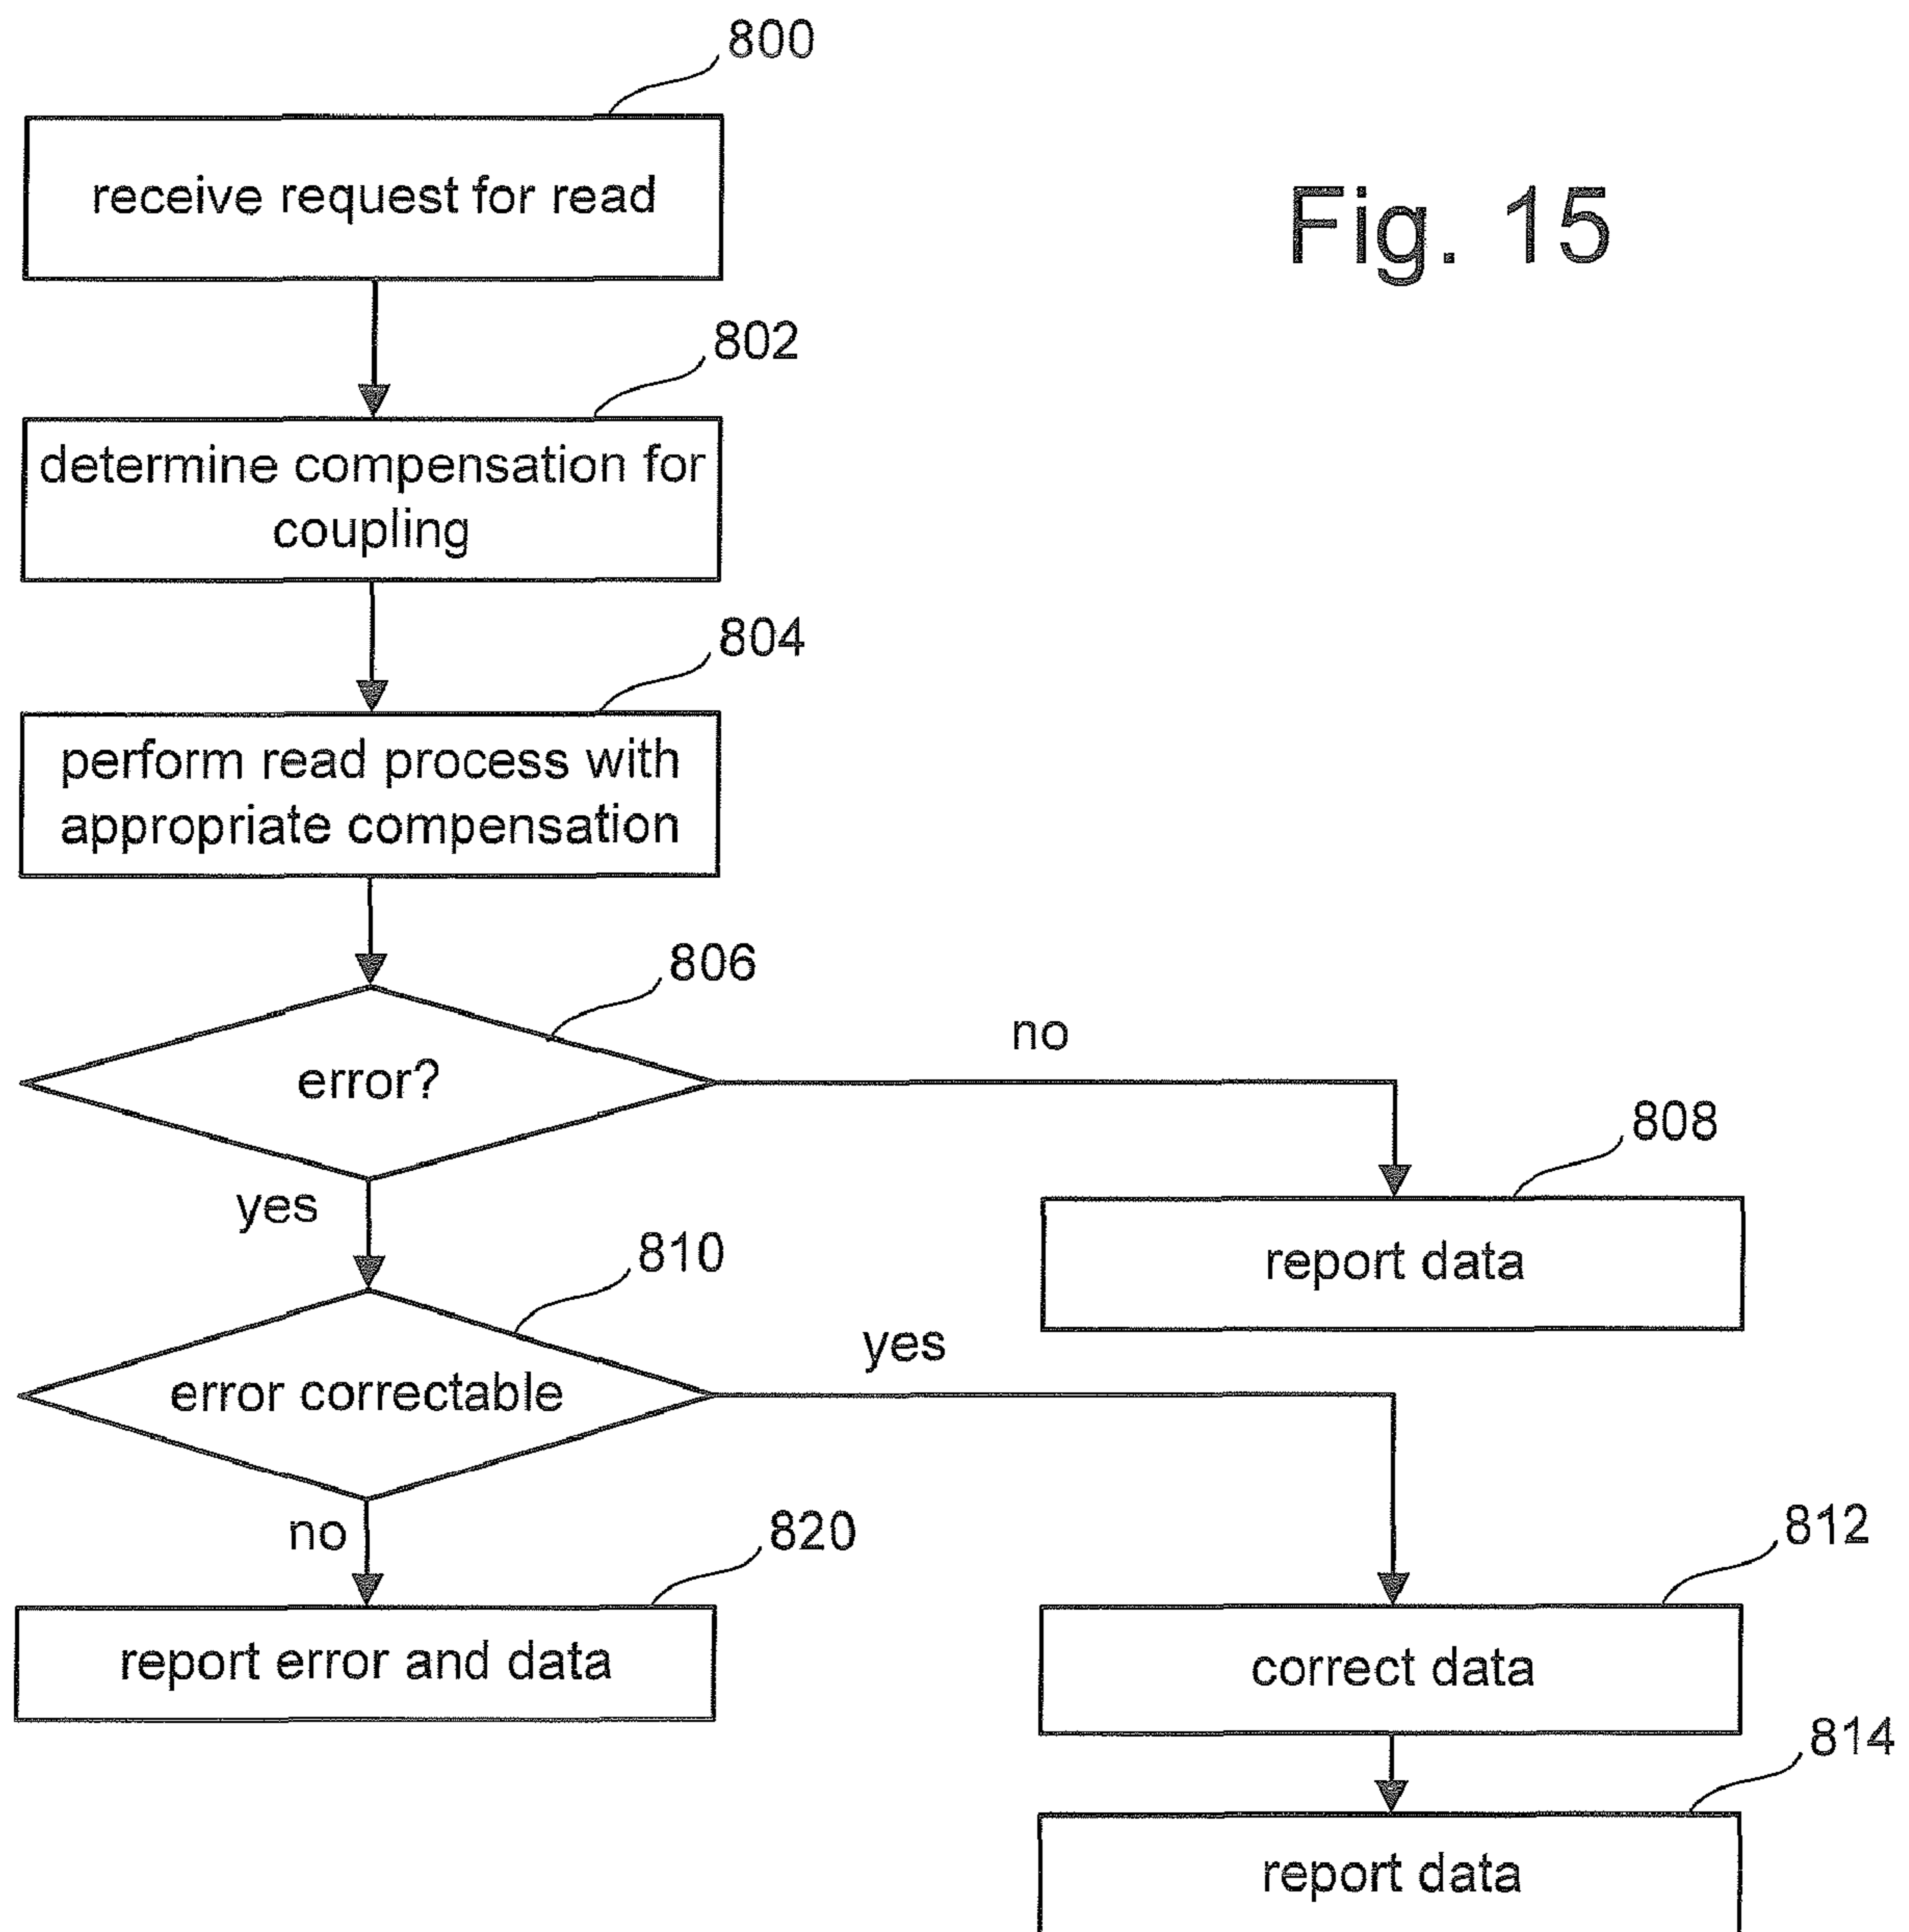 800
receive request for read
Fig. 15
802
determine compensation for
coupling
804
perform read process with
appropriate compensation
806
error?
no
808
report data
yes
810
error correctable
yes
no
820
report error and data
812
correct data
814
report data